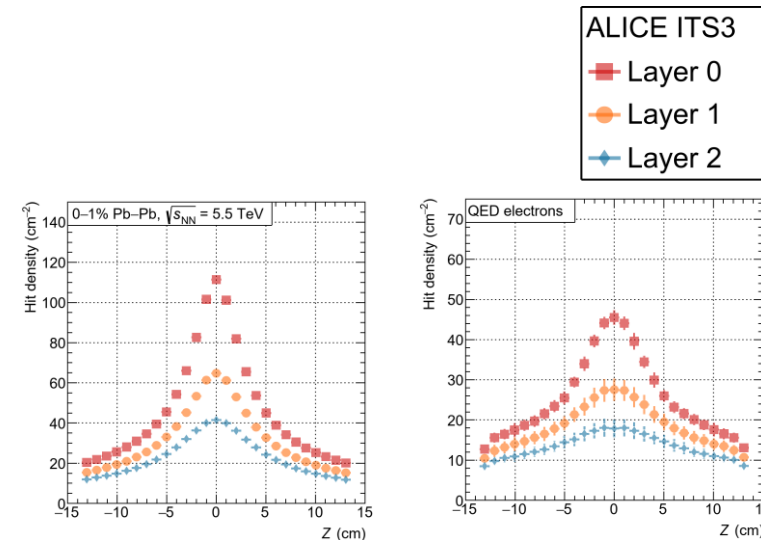 ALICE ITS3
Layer 0
Layer 1
Layer 2
0–1% Pb–Pb, √sNN = 5.5 TeV
Hit density (cm⁻²)
140
120
100
80
60
40
20
0
−15 −10 −5 0 5 10 15
Z (cm)
QED electrons
Hit density (cm⁻²)
70
60
50
40
30
20
10
0
−15 −10 −5 0 5 10
Z (cm)